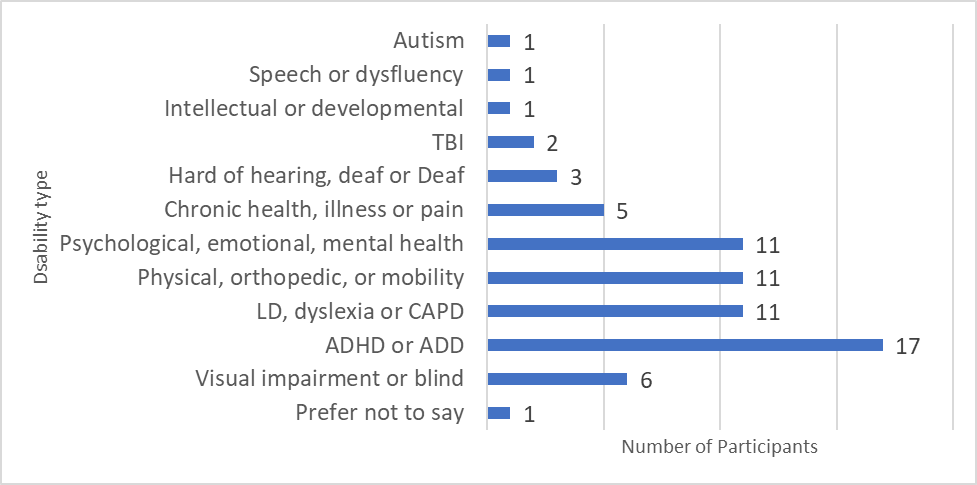 Autism 1
Speech or dysfluency 1
Intellectual or developmental 1
TBI 2
Hard of hearing, deaf or Deaf 3
Chronic health, illness or pain 5
Psychological, emotional, mental health 11
Physical, orthopedic, or mobility 11
LD, dyslexia or CAPD 11
ADHD or ADD 17
Visual impairment or blind 6
Prefer not to say 1
Dsability type
Number of Participants